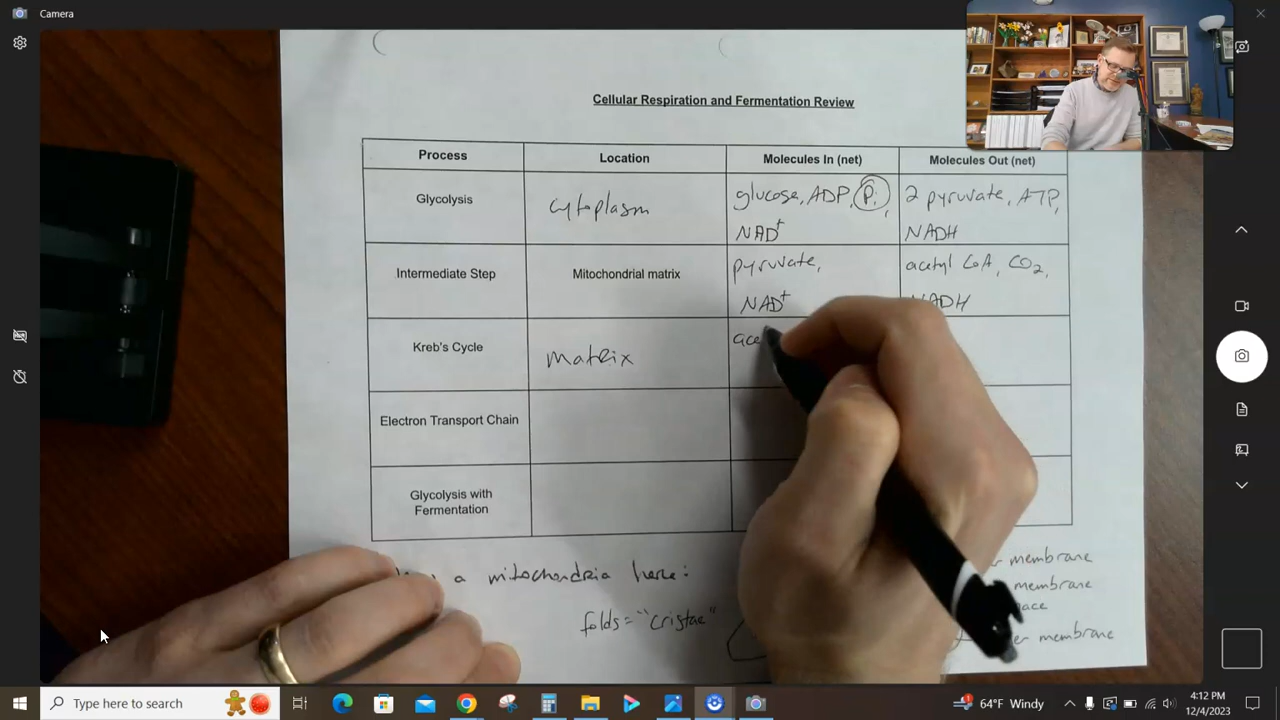 Camera
Cellular Respiration and Fermentation Review
Process Location Molecules In (net) Molecules Out (net)
Glycolysis cytoplasm glucose, ADP, Pi, 2 pyruvate, ATP,
NAD+ NADH
Intermediate Step Mitochondrial matrix pyruvate, acetyl CoA, CO2,
NAD+ NADH
Kreb's Cycle matrix ace
Electron Transport Chain
Glycolysis with
Fermentation
a mitochondria here:
folds = "cristae"
membrane
membrane
membrane
Type here to search
64°F Windy
4:12 PM
12/4/2023